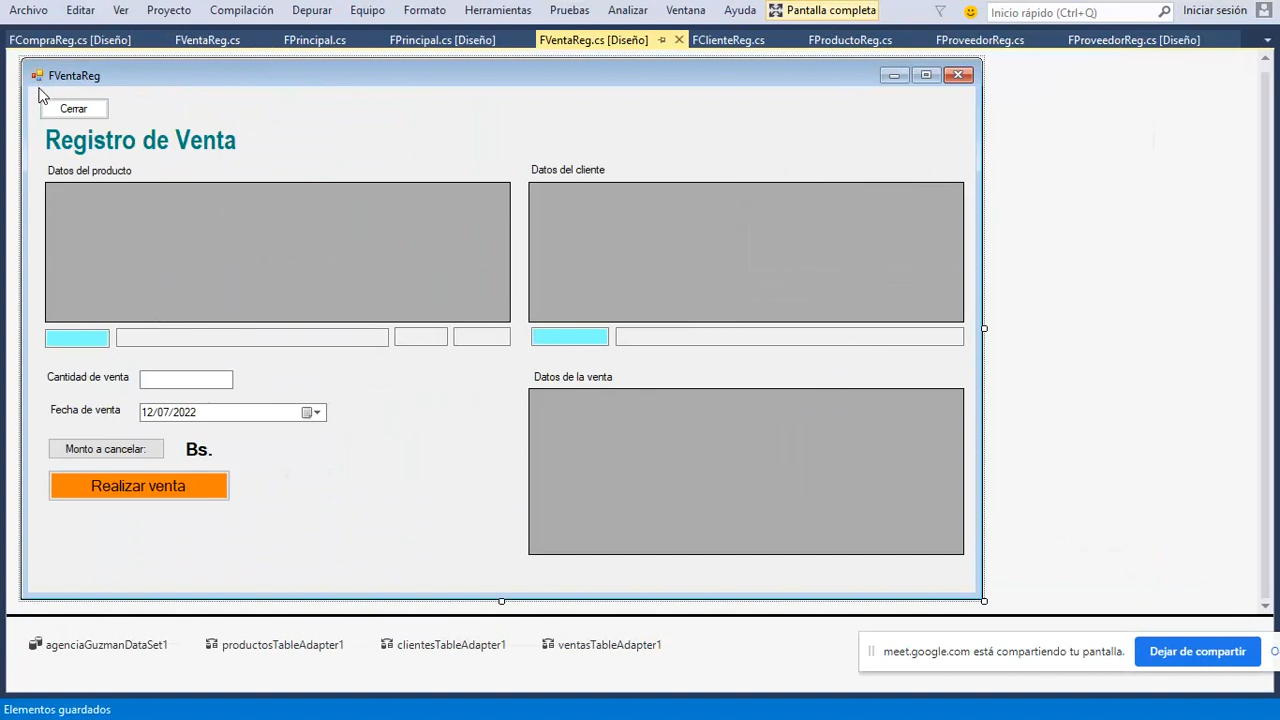 Archivo Editar Ver Proyecto Compilación Depurar Equipo Formato Herramientas Pruebas Analizar Ventana Ayuda Pantalla completa Inicio rápido (Ctrl+Q) Iniciar sesión
FCompraReg.cs [Diseño] FVentaReg.cs FPrincipal.cs FPrincipal.cs [Diseño] FVentaReg.cs [Diseño] FClienteReg.cs FProductoReg.cs FProveedorReg.cs FProveedorReg.cs [Diseño]
FVentaReg
Cerrar
Registro de Venta
Datos del producto Datos del cliente
Cantidad de venta Datos de la venta
Fecha de venta 12/07/2022
Monto a cancelar: Bs.
Realizar venta
agenciaGuzmanDataSet1 productosTableAdapter1 clientesTableAdapter1 ventasTableAdapter1
meet.google.com está compartiendo tu pantalla. Dejar de compartir
Elementos guardados